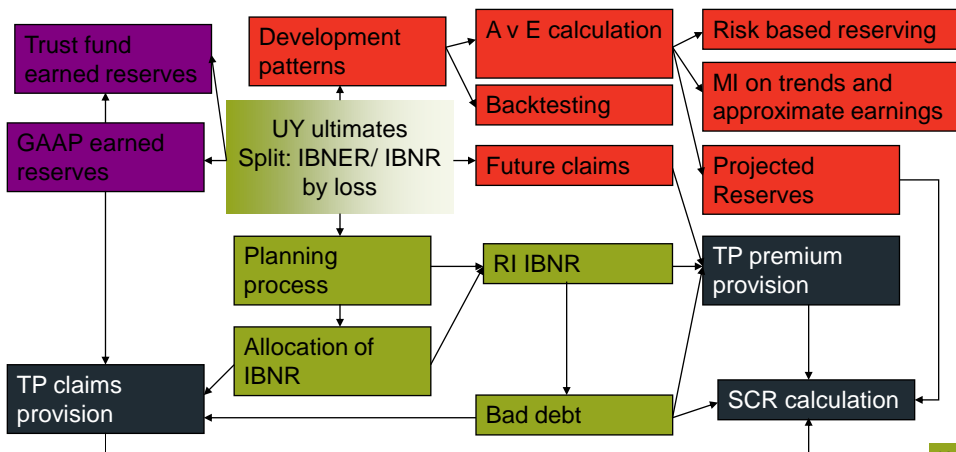 Trust fund
earned reserves
Development
patterns
A v E calculation
Risk based reserving
Backtesting
MI on trends and
approximate earnings
GAAP earned
reserves
UY ultimates
Split: IBNER/ IBNR
by loss
Future claims
Projected
Reserves
Planning
process
RI IBNR
TP premium
provision
Allocation of
IBNR
TP claims
provision
Bad debt
SCR calculation